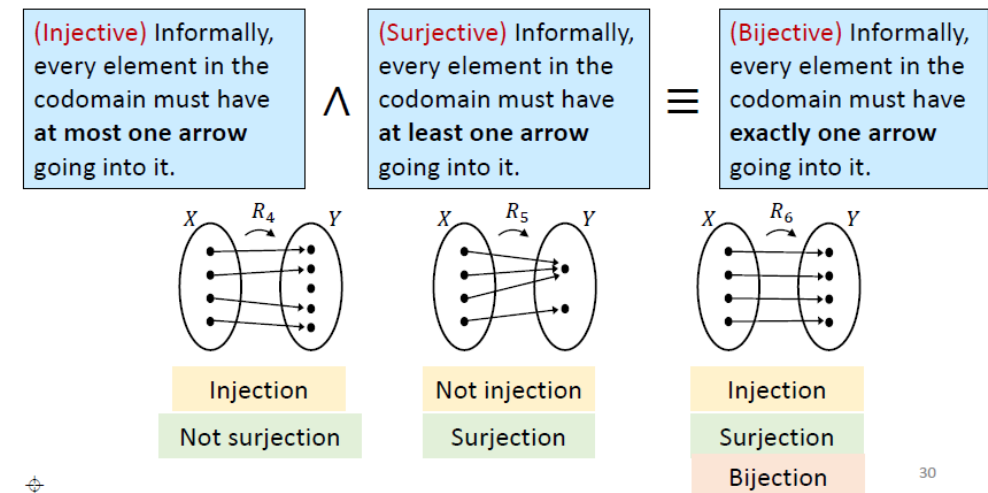 (Injective) Informally,
every element in the
codomain must have
at most one arrow
going into it.
∧
(Surjective) Informally,
every element in the
codomain must have
at least one arrow
going into it.
≡
(Bijective) Informally,
every element in the
codomain must have
exactly one arrow
going into it.
X R₄ Y
X R₅ Y
X R₆ Y
Injection
Not surjection
Not injection
Surjection
Injection
Surjection
Bijection
30